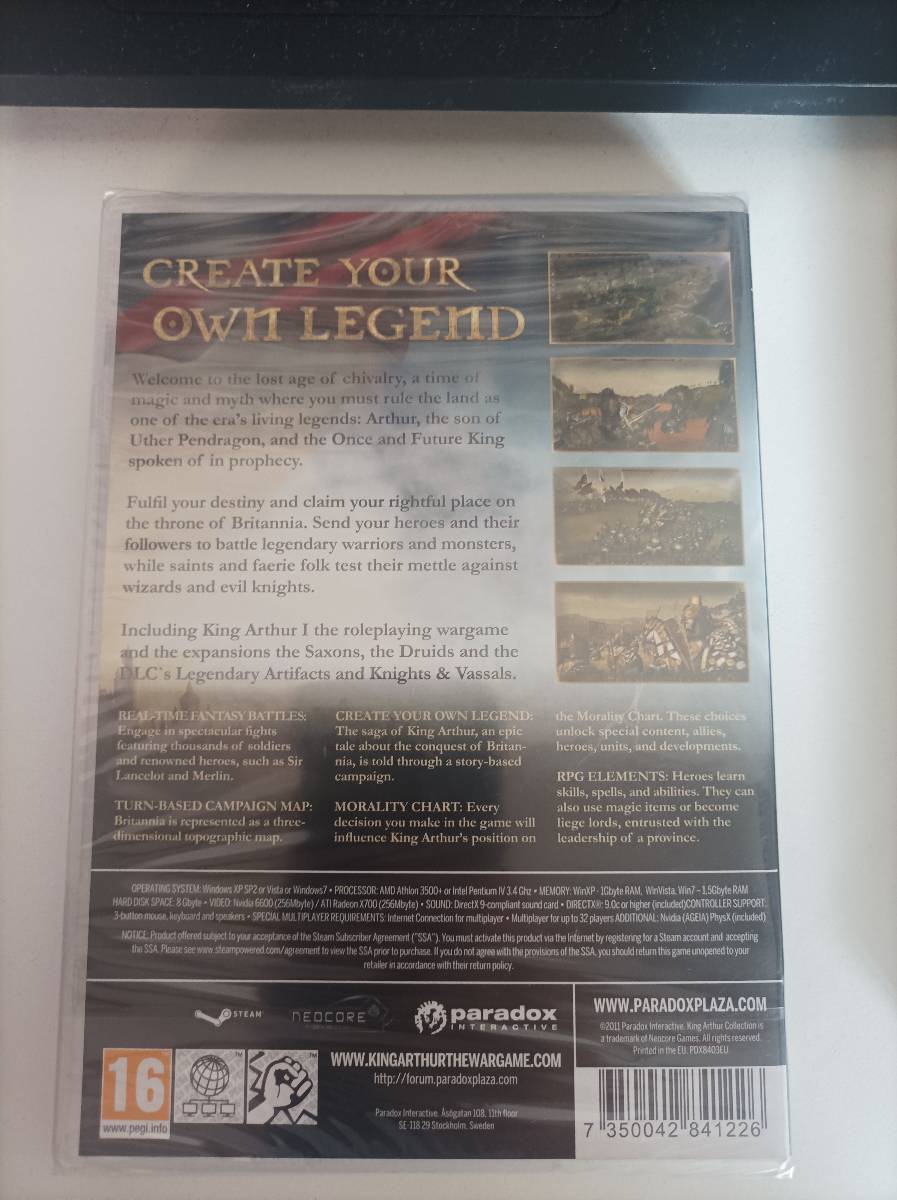 CREATE YOUR
OWN LEGEND
Welcome to the lost age of chivalry, a time of
magic and myth where you must rule the land as
one of the era's living legends: Arthur, the son of
Uther Pendragon, and the Once and Future King
spoken of in prophecy.
Fulfil your destiny and claim your rightful place on
the throne of Britannia. Send your heroes and their
followers to battle legendary warriors and monsters,
while saints and faerie folk test their mettle against
wizards and evil knights.
Including King Arthur I the roleplaying wargame
and the expansions the Saxons, the Druids and the
DLC`s Legendary Artifacts and Knights & Vassals.
REAL-TIME FANTASY BATTLES:
Engage in spectacular fights
featuring thousands of soldiers
and renowned heroes, such as Sir
Lancelot and Merlin.
TURN-BASED CAMPAIGN MAP:
Britannia is represented as a three-
dimensional topographic map.
CREATE YOUR OWN LEGEND:
The saga of King Arthur, an epic
tale about the conquest of Britan-
nia, is told through a story-based
campaign.
MORALITY CHART: Every
decision you make in the game will
influence King Arthur's position on
the Morality Chart. These choices
unlock special content, allies,
heroes, units, and developments.
RPG ELEMENTS: Heroes learn
skills, spells, and abilities. They can
also use magic items or become
liege lords, entrusted with the
leadership of a province.
OPERATING SYSTEM: Windows XP SP2 or Vista or Windows7 • PROCESSOR: AMD Athlon 3500+ or Intel Pentium IV 3.4 Ghz • MEMORY: WinXP - 1Gbyte RAM, WinVista, Win7 - 1.5Gbyte RAM
HARD DISK SPACE: 8 Gbyte • VIDEO: Nvidia 6600 (256Mbyte) / ATI Radeon X700 (256Mbyte) • SOUND: DirectX 9-compliant sound card • DIRECTX®: 9.0c or higher (included)CONTROLLER SUPPORT:
3-button mouse, keyboard and speakers • SPECIAL MULTIPLAYER REQUIREMENTS: Internet Connection for multiplayer • Multiplayer for up to 32 players ADDITIONAL: Nvidia (AGEIA) PhysX (included)
NOTICE: Product offered subject to your acceptance of the Steam Subscriber Agreement ("SSA"). You must activate this product via the Internet by registering for a Steam account and accepting
the SSA. Please see www.steampowered.com/agreement to view the SSA prior to purchase. If you do not agree with the provisions of the SSA, you should return this game unopened to your
retailer in accordance with their return policy.
STEAM
NEOCORE
paradox
INTERACTIVE
WWW.PARADOXPLAZA.COM
©2011 Paradox Interactive. King Arthur Collection is
a trademark of Neocore Games. All rights reserved.
Printed in the EU. PDX8403EU
16
www.pegi.info
WWW.KINGARTHURTHEWARGAME.COM
http://forum.paradoxplaza.com
Paradox Interactive. Åsögatan 108, 11th floor
SE-118 29 Stockholm. Sweden
7 350042 841226